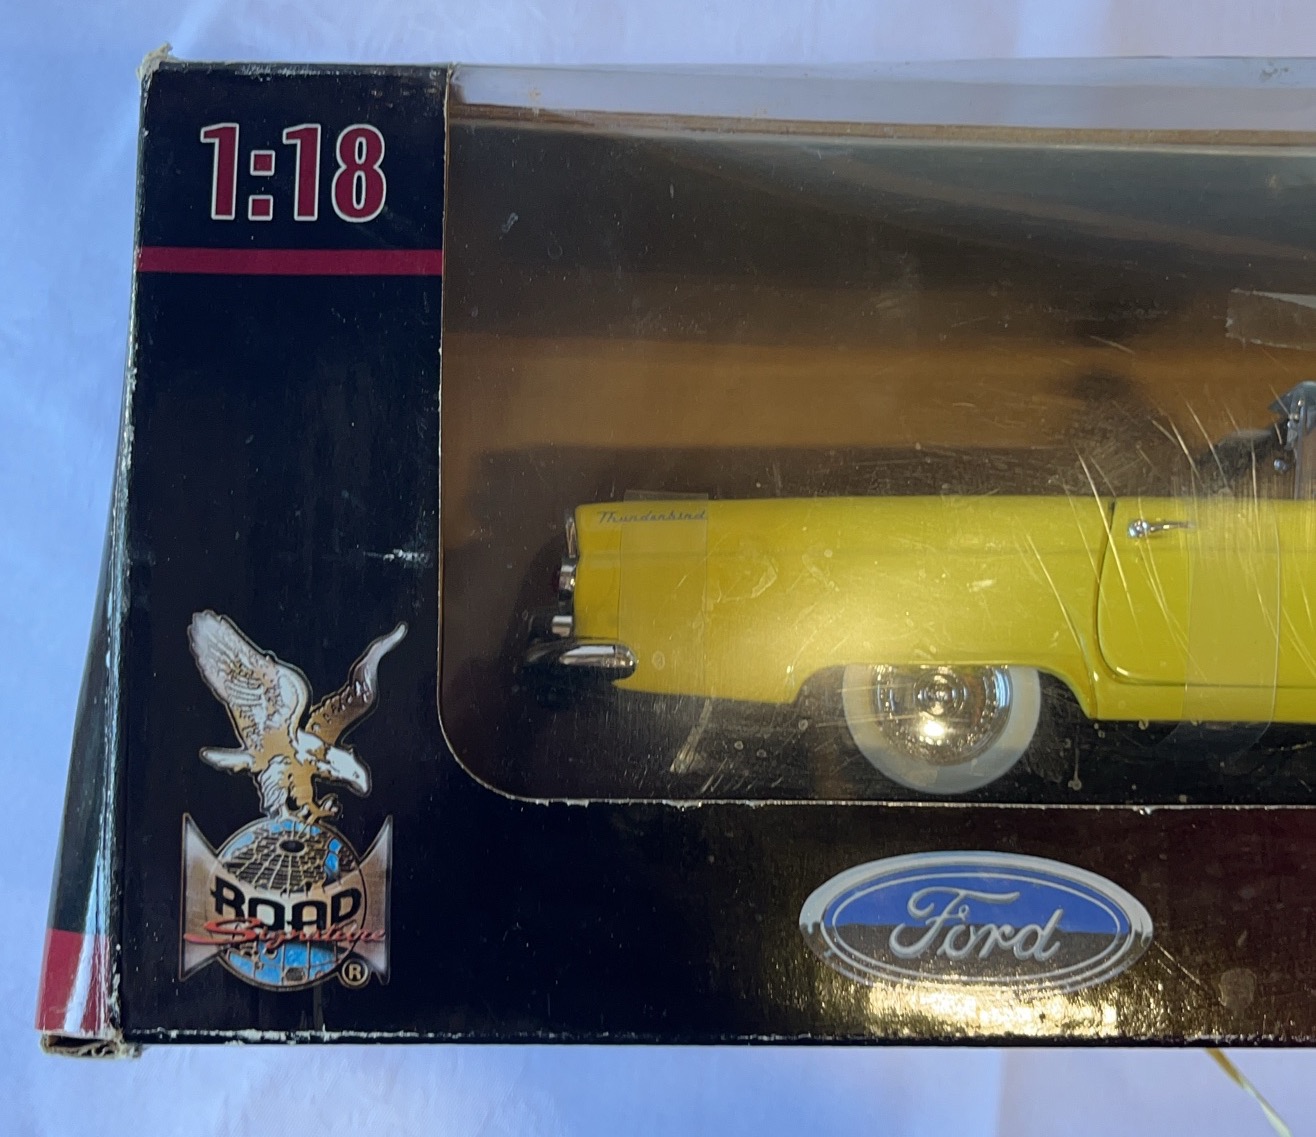 1:18
Thunderbird
ROAD
Signature
®
Ford